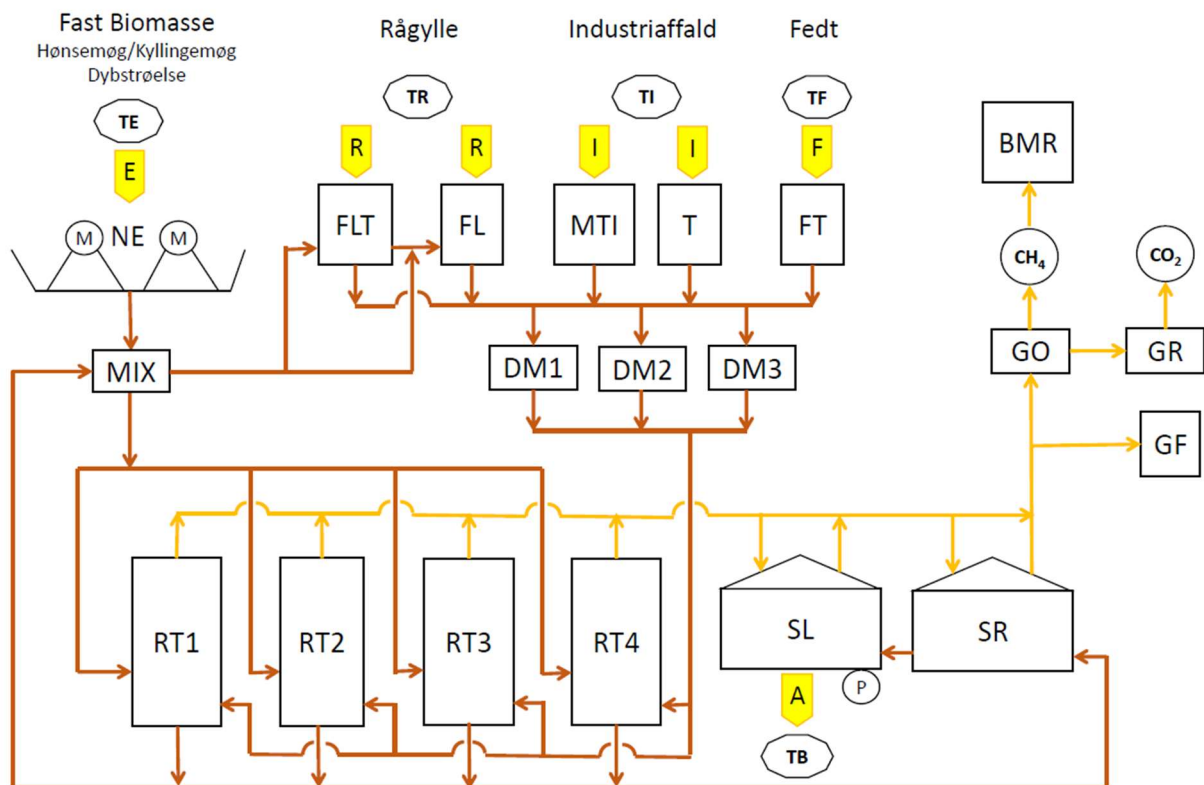 Fast Biomasse
Hønsemøg/Kyllingemøg
Dybstrøelse
Rågylle
Industriaffald
Fedt
TE
TR
TI
TF
E
R
R
I
I
F
M
NE
M
FLT
FL
MTI
T
FT
BMR
CH₄
CO₂
MIX
DM1
DM2
DM3
GO
GR
GF
RT1
RT2
RT3
RT4
SL
SR
P
A
TB